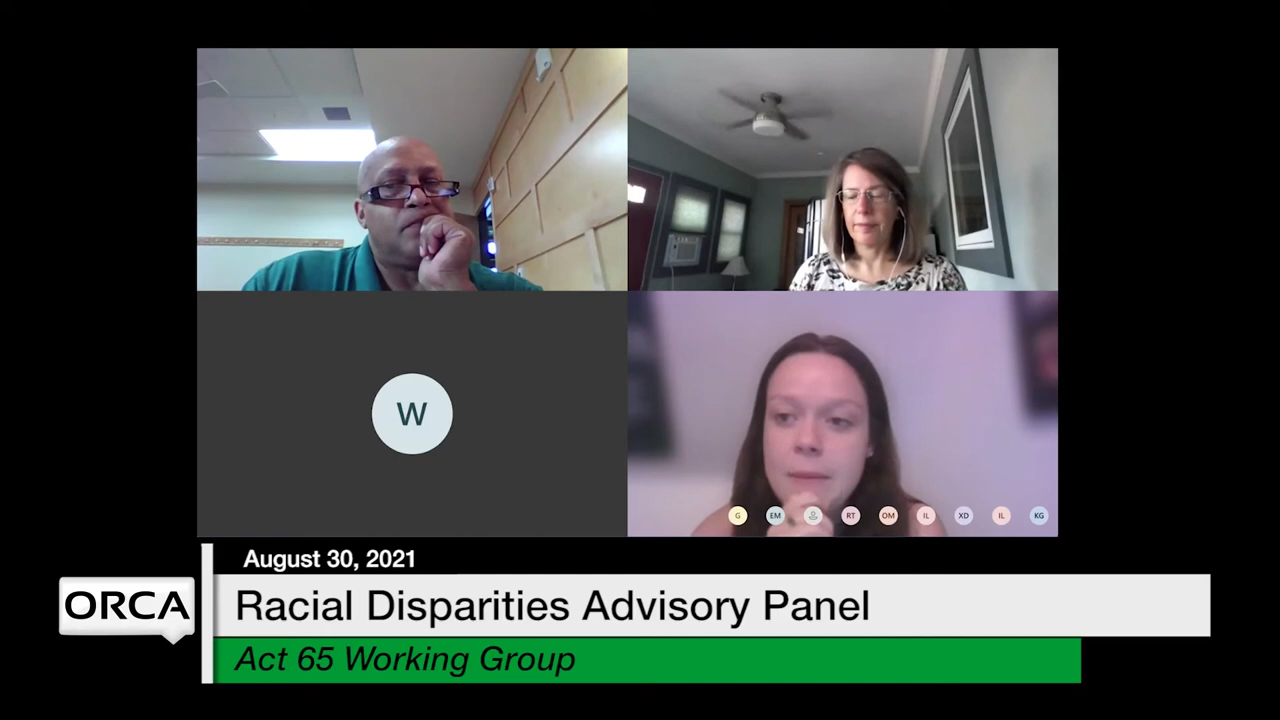 W
G EM RT OM IL XD IL KG
August 30, 2021
ORCA
Racial Disparities Advisory Panel
Act 65 Working Group